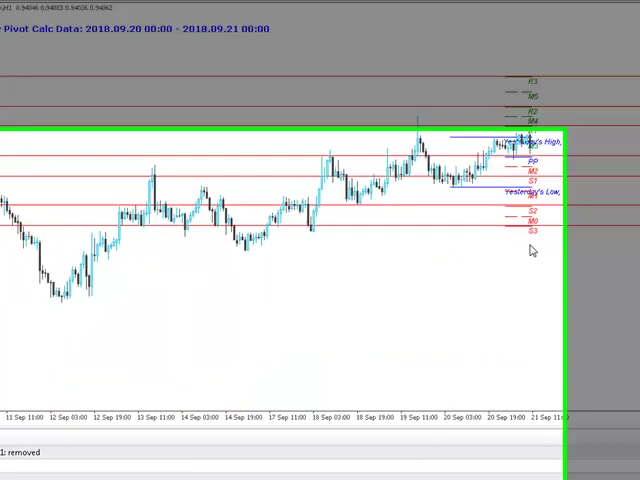 ,H1 0.94046 0.94083 0.94036 0.94062
Pivot Calc Data: 2018.09.20 00:00 - 2018.09.21 00:00
R3
M5
R2
M4
Yesterday's High,
PP
M2
S1
Yesterday's Low,
M1
S2
M0
S3
11 Sep 11:00 12 Sep 03:00 12 Sep 19:00 13 Sep 11:00 14 Sep 03:00 14 Sep 19:00 17 Sep 11:00 18 Sep 03:00 18 Sep 19:00 19 Sep 11:00 20 Sep 03:00 20 Sep 19:00 21 Sep 11:
1: removed